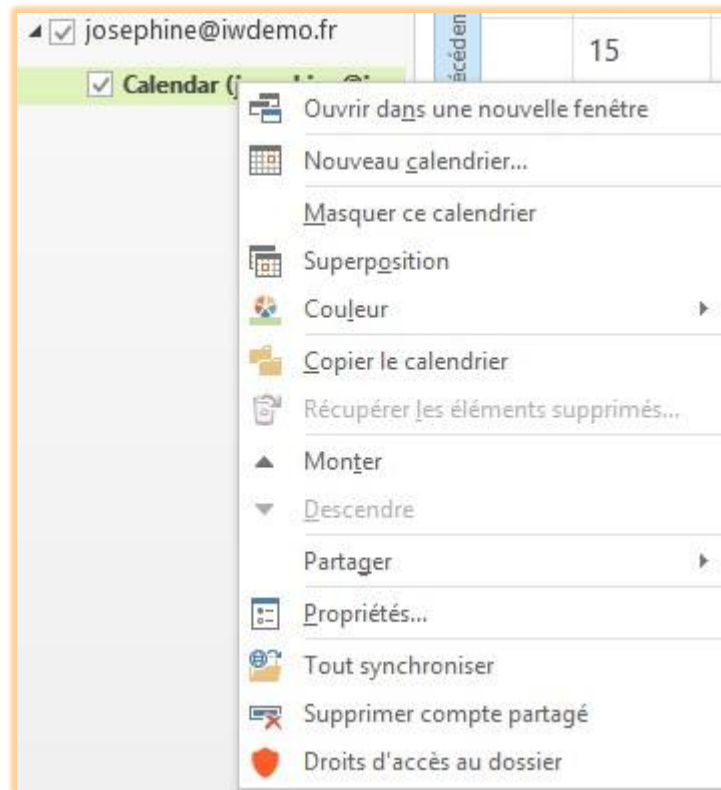 josephine@iwdemo.fr
15
Calendar
Ouvrir dans une nouvelle fenêtre
Nouveau calendrier...
Masquer ce calendrier
Superposition
Couleur
Copier le calendrier
Récupérer les éléments supprimés...
Monter
Descendre
Partager
Propriétés...
Tout synchroniser
Supprimer compte partagé
Droits d'accès au dossier